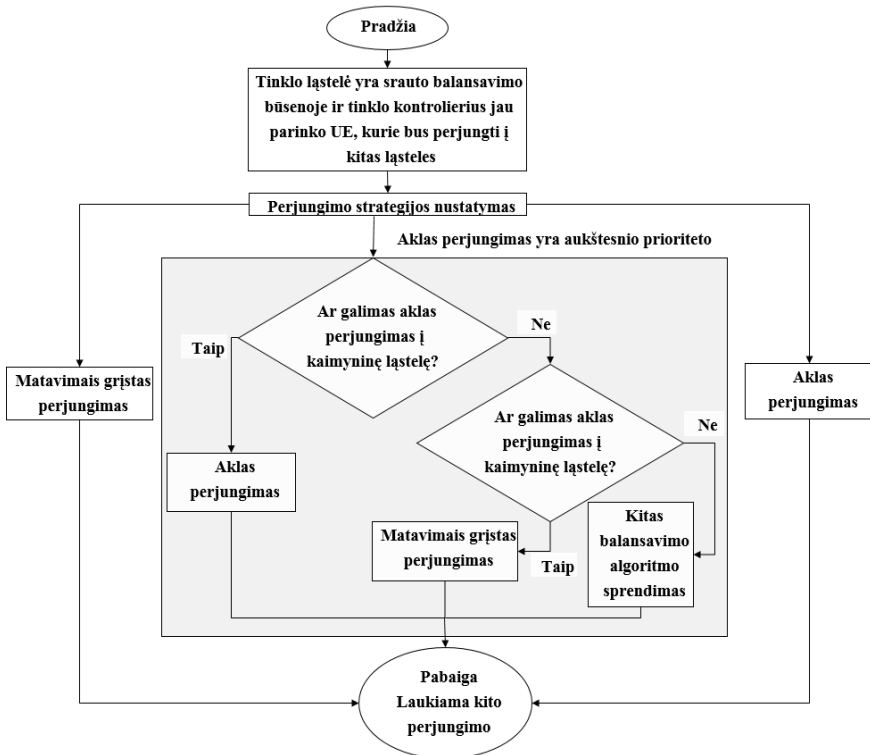 Pradžia
Tinklo ląstelė yra srauto balansavimo
būsenoje ir tinklo kontrolierius jau
parinko UE, kurie bus perjungti į
kitas ląsteles
Perjungimo strategijos nustatymas
Aklas perjungimas yra aukštesnio prioriteto
Ar galimas aklas
perjungimas į
kaimyninę ląstelę?
Taip
Ne
Matavimais grįstas
perjungimas
Aklas
perjungimas
Ar galimas aklas
perjungimas į
kaimyninę ląstelę?
Ne
Aklas
perjungimas
Matavimais grįstas
perjungimas
Taip
Kitas
balansavimo
algoritmo
sprendimas
Pabaiga
Laukiama kito
perjungimo